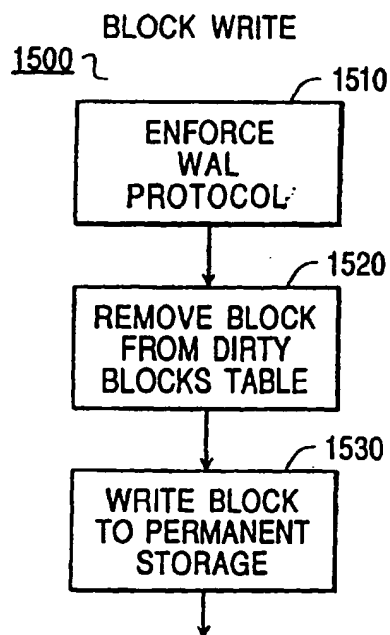 BLOCK WRITE
1500
1510
ENFORCE
WAL
PROTOCOL
1520
REMOVE BLOCK
FROM DIRTY
BLOCKS TABLE
1530
WRITE BLOCK
TO PERMANENT
STORAGE